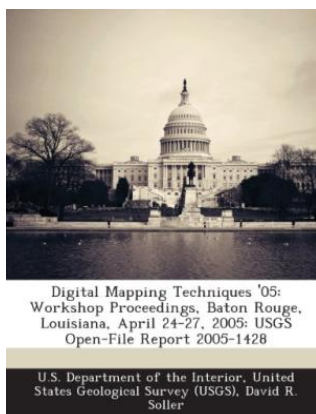 Digital Mapping Techniques '05:
Workshop Proceedings, Baton Rouge,
Louisiana, April 24-27, 2005: USGS
Open-File Report 2005-1428
U.S. Department of the Interior, United
States Geological Survey (USGS), David R.
Soller